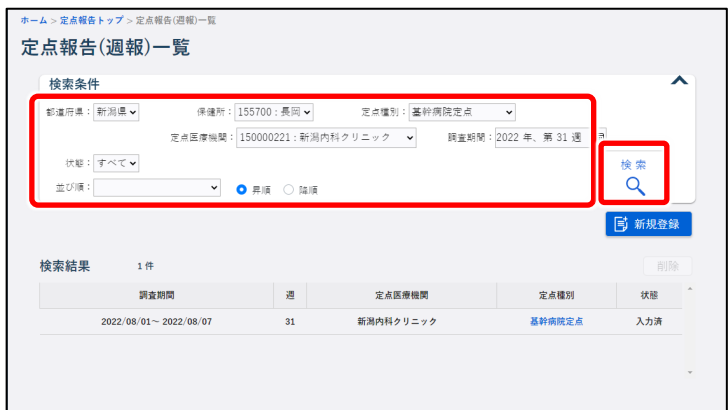 ホーム > 定点報告トップ > 定点報告(週報)一覧
定点報告(週報)一覧
検索条件
都道府県： 新潟県 保健所： 155700 : 長岡 定点種別： 基幹病院定点
定点医療機関： 150000221 : 新潟内科クリニック 調査期間： 2022 年、第 31 週
状態： すべて
並び順： 昇順 降順
検 索
新規登録
検索結果 1 件 削除
調査期間 週 定点医療機関 定点種別 状態
2022/08/01～ 2022/08/07 31 新潟内科クリニック 基幹病院定点 入力済